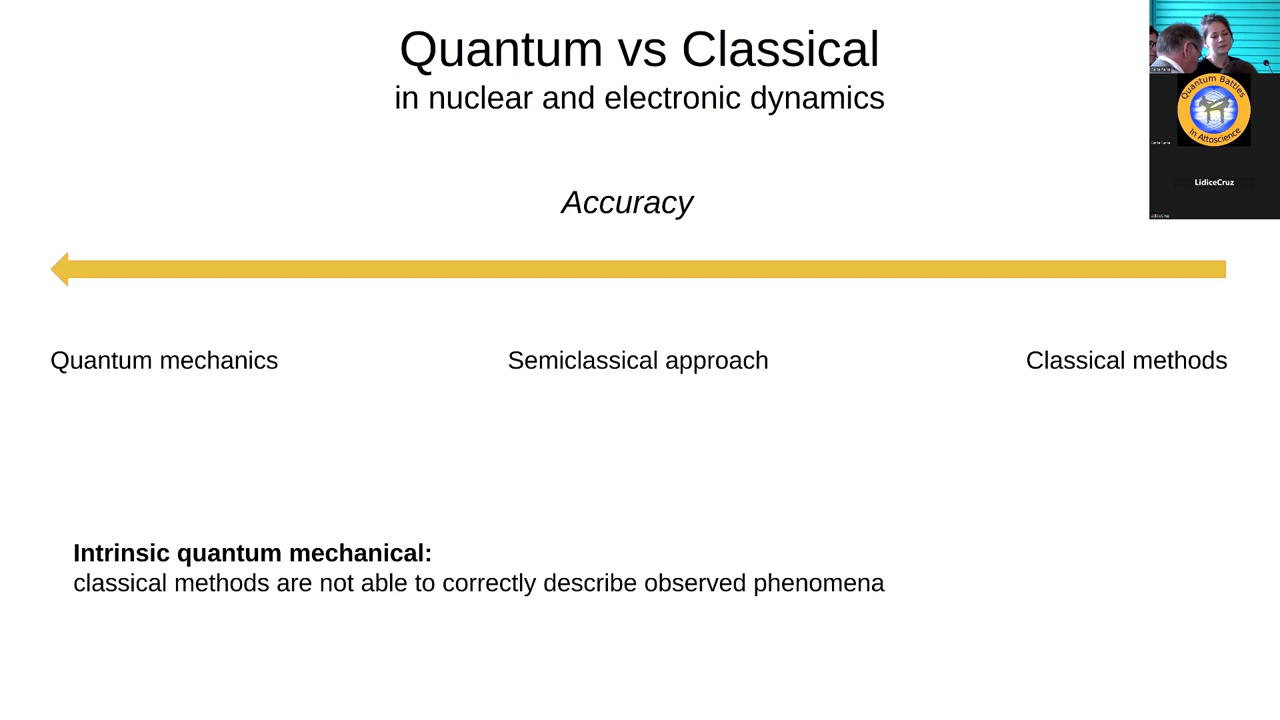 Quantum vs Classical
in nuclear and electronic dynamics
Quantum Battles
In Attoscience
LidiceCruz
Accuracy
Quantum mechanics
Semiclassical approach
Classical methods
Intrinsic quantum mechanical:
classical methods are not able to correctly describe observed phenomena